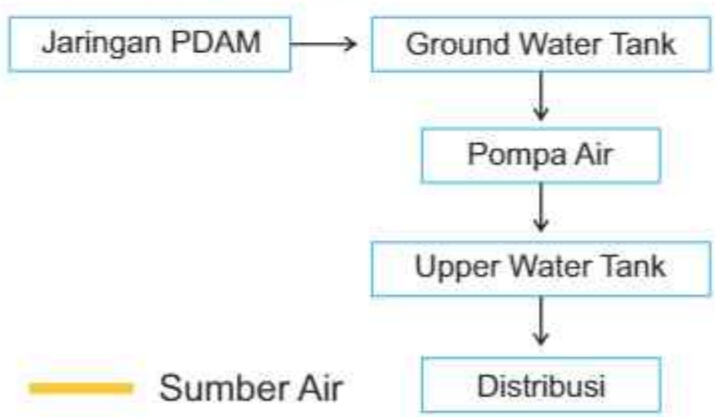 Jaringan PDAM
Ground Water Tank
Pompa Air
Upper Water Tank
Distribusi
Sumber Air